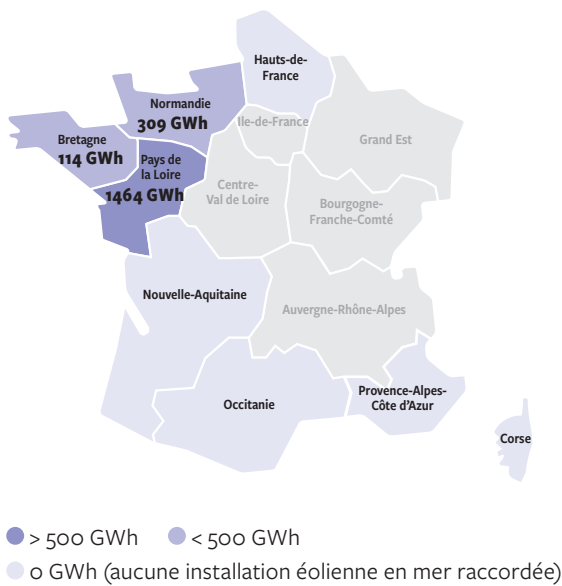 Hauts-de-
France
Normandie
309 GWh
Ile-de-France
Grand Est
Bretagne
114 GWh
Pays de
la Loire
1464 GWh
Centre-
Val de Loire
Bourgogne-
Franche-Comté
Nouvelle-Aquitaine
Auvergne-Rhône-Alpes
Occitanie
Provence-Alpes-
Côte d'Azur
Corse
> 500 GWh
< 500 GWh
0 GWh (aucune installation éolienne en mer raccordée)